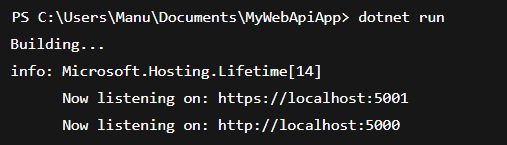 PS C:\Users\Manu\Documents\MyWebApiApp> dotnet run
Building...
info: Microsoft.Hosting.Lifetime[14]
Now listening on: https://localhost:5001
Now listening on: http://localhost:5000